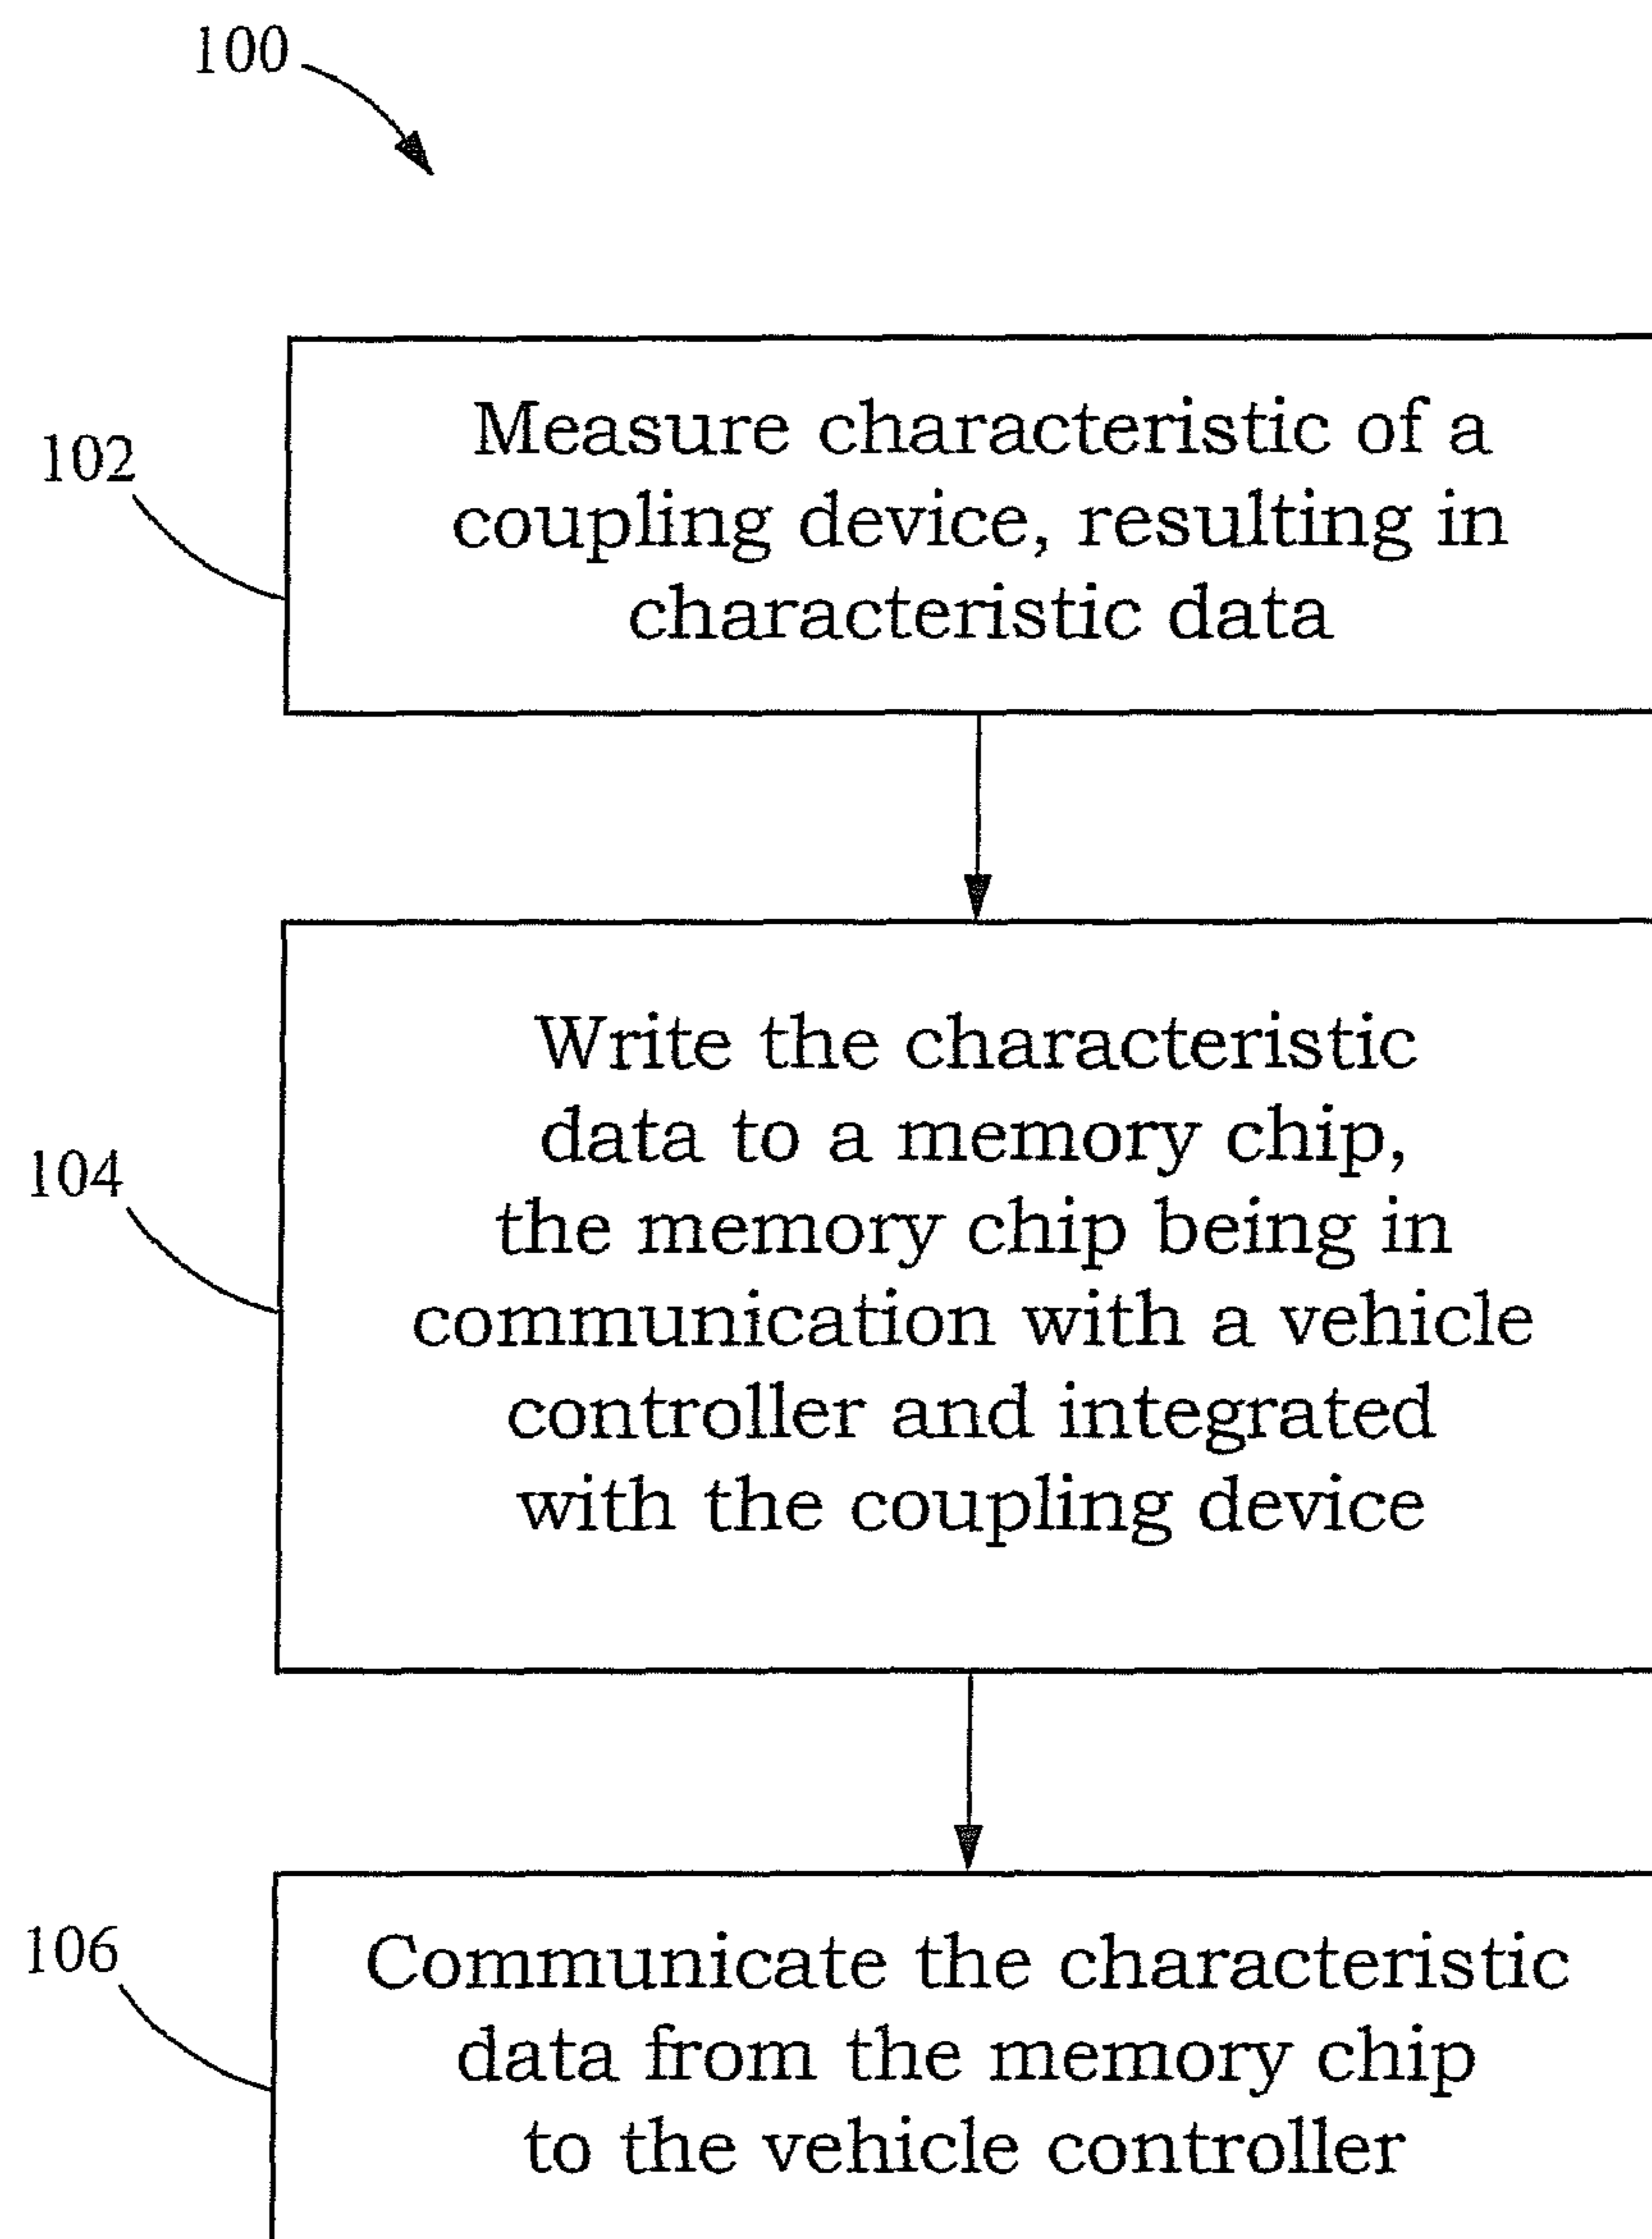 100
102
Measure characteristic of a
coupling device, resulting in
characteristic data
104
Write the characteristic
data to a memory chip,
the memory chip being in
communication with a vehicle
controller and integrated
with the coupling device
106
Communicate the characteristic
data from the memory chip
to the vehicle controller